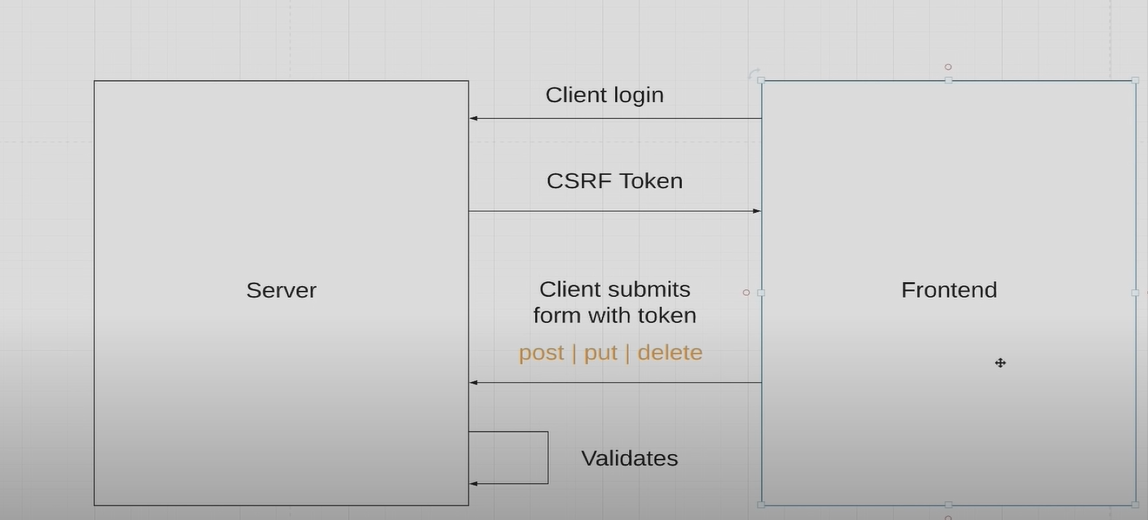 Client login
CSRF Token
Server
Client submits
form with token
post | put | delete
Frontend
Validates